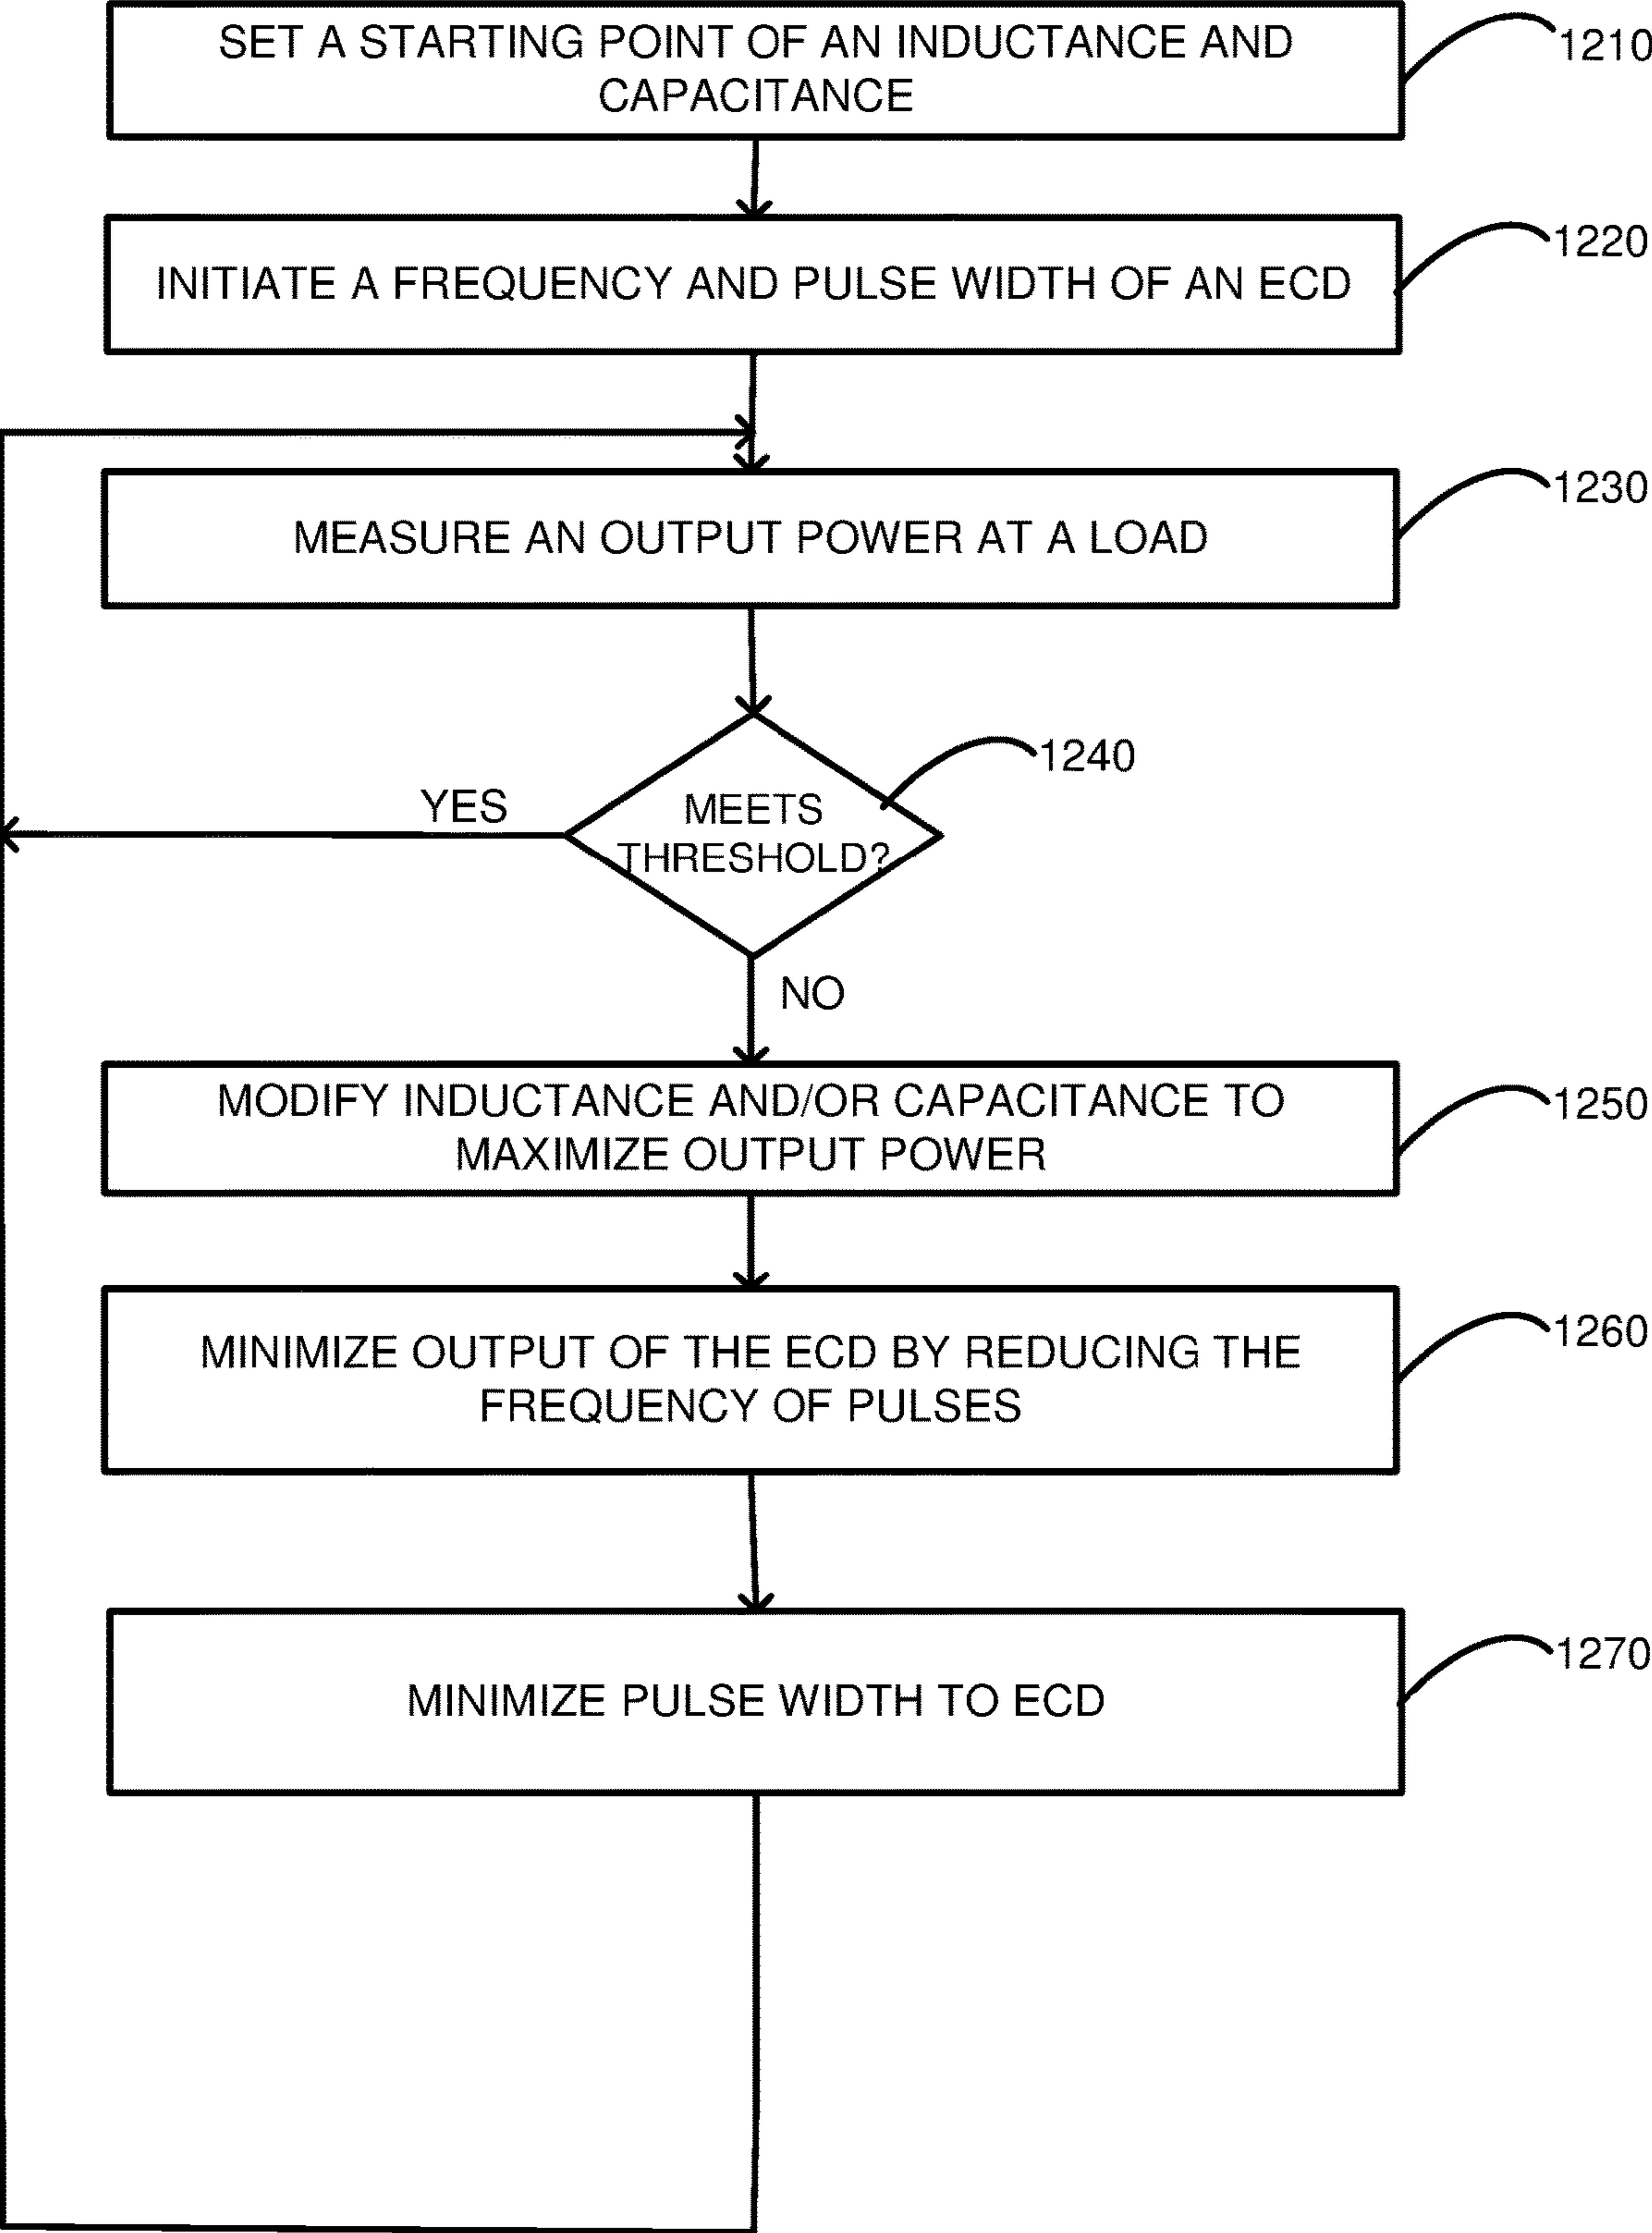 SET A STARTING POINT OF AN INDUCTANCE AND
CAPACITANCE
1210
INITIATE A FREQUENCY AND PULSE WIDTH OF AN ECD
1220
MEASURE AN OUTPUT POWER AT A LOAD
1230
1240
YES
MEETS
THRESHOLD?
NO
MODIFY INDUCTANCE AND/OR CAPACITANCE TO
MAXIMIZE OUTPUT POWER
1250
MINIMIZE OUTPUT OF THE ECD BY REDUCING THE
FREQUENCY OF PULSES
1260
MINIMIZE PULSE WIDTH TO ECD
1270